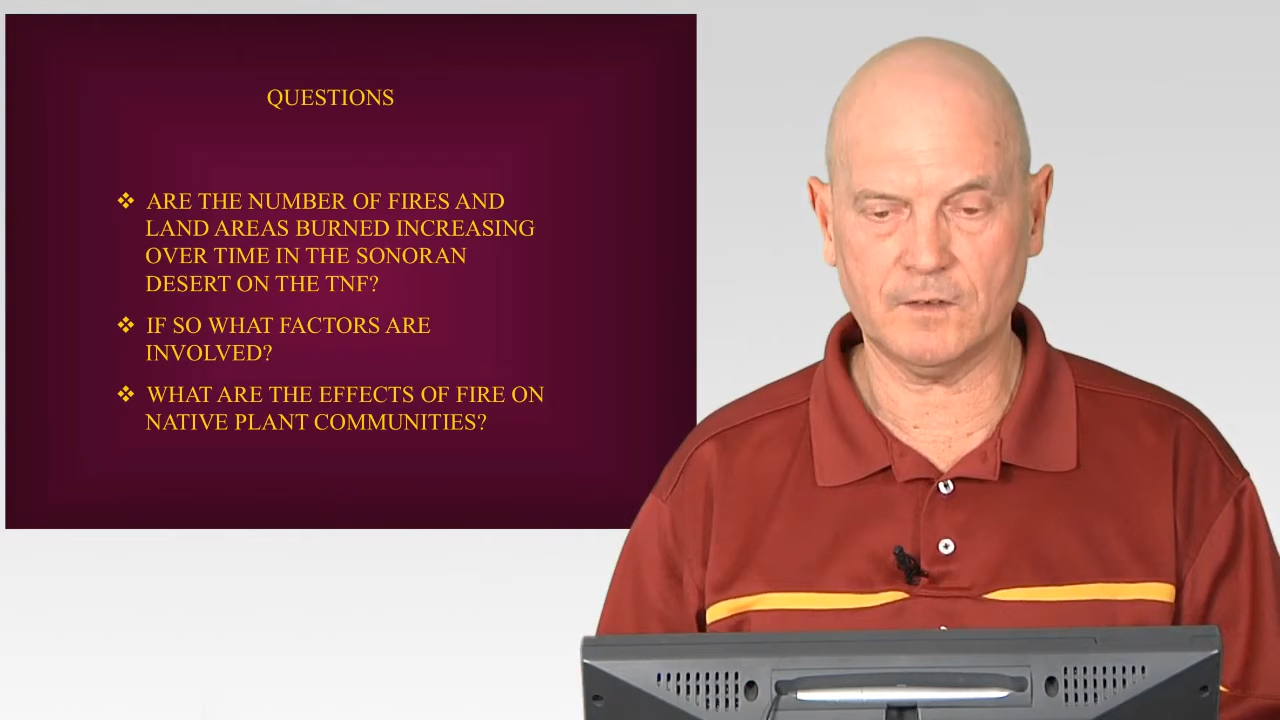 QUESTIONS
❖ ARE THE NUMBER OF FIRES AND
LAND AREAS BURNED INCREASING
OVER TIME IN THE SONORAN
DESERT ON THE TNF?
❖ IF SO WHAT FACTORS ARE
INVOLVED?
❖ WHAT ARE THE EFFECTS OF FIRE ON
NATIVE PLANT COMMUNITIES?